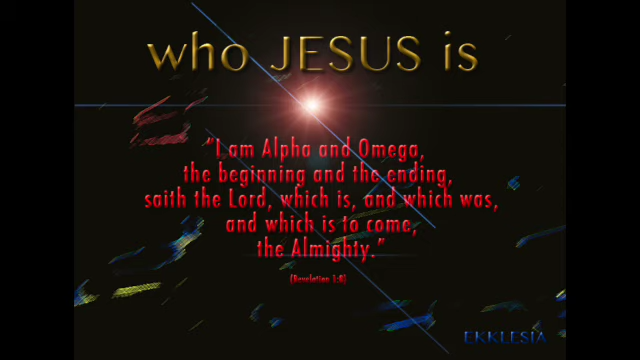 who JESUS is
"I am Alpha and Omega,
the beginning and the ending,
saith the Lord, which is, and which was,
and which is to come,
the Almighty."
(Revelation 1:8)
EKKLESIA